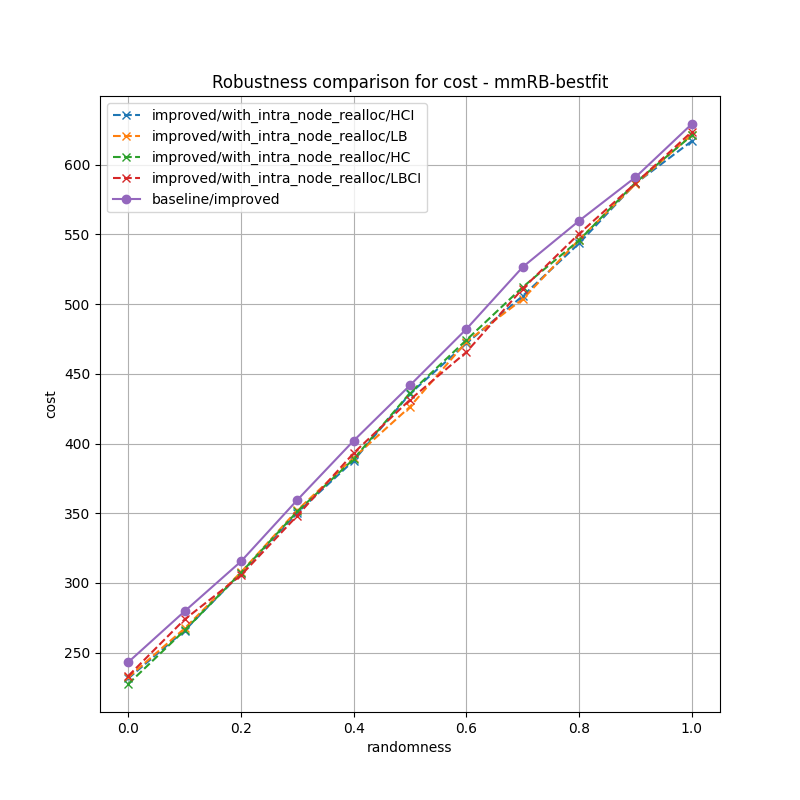 Robustness comparison for cost - mmRB-bestfit
improved/with_intra_node_realloc/HCI
improved/with_intra_node_realloc/LB
improved/with_intra_node_realloc/HC
improved/with_intra_node_realloc/LBCI
baseline/improved
600
550
500
450
400
350
300
250
cost
0.0 0.2 0.4 0.6 0.8 1.0
randomness